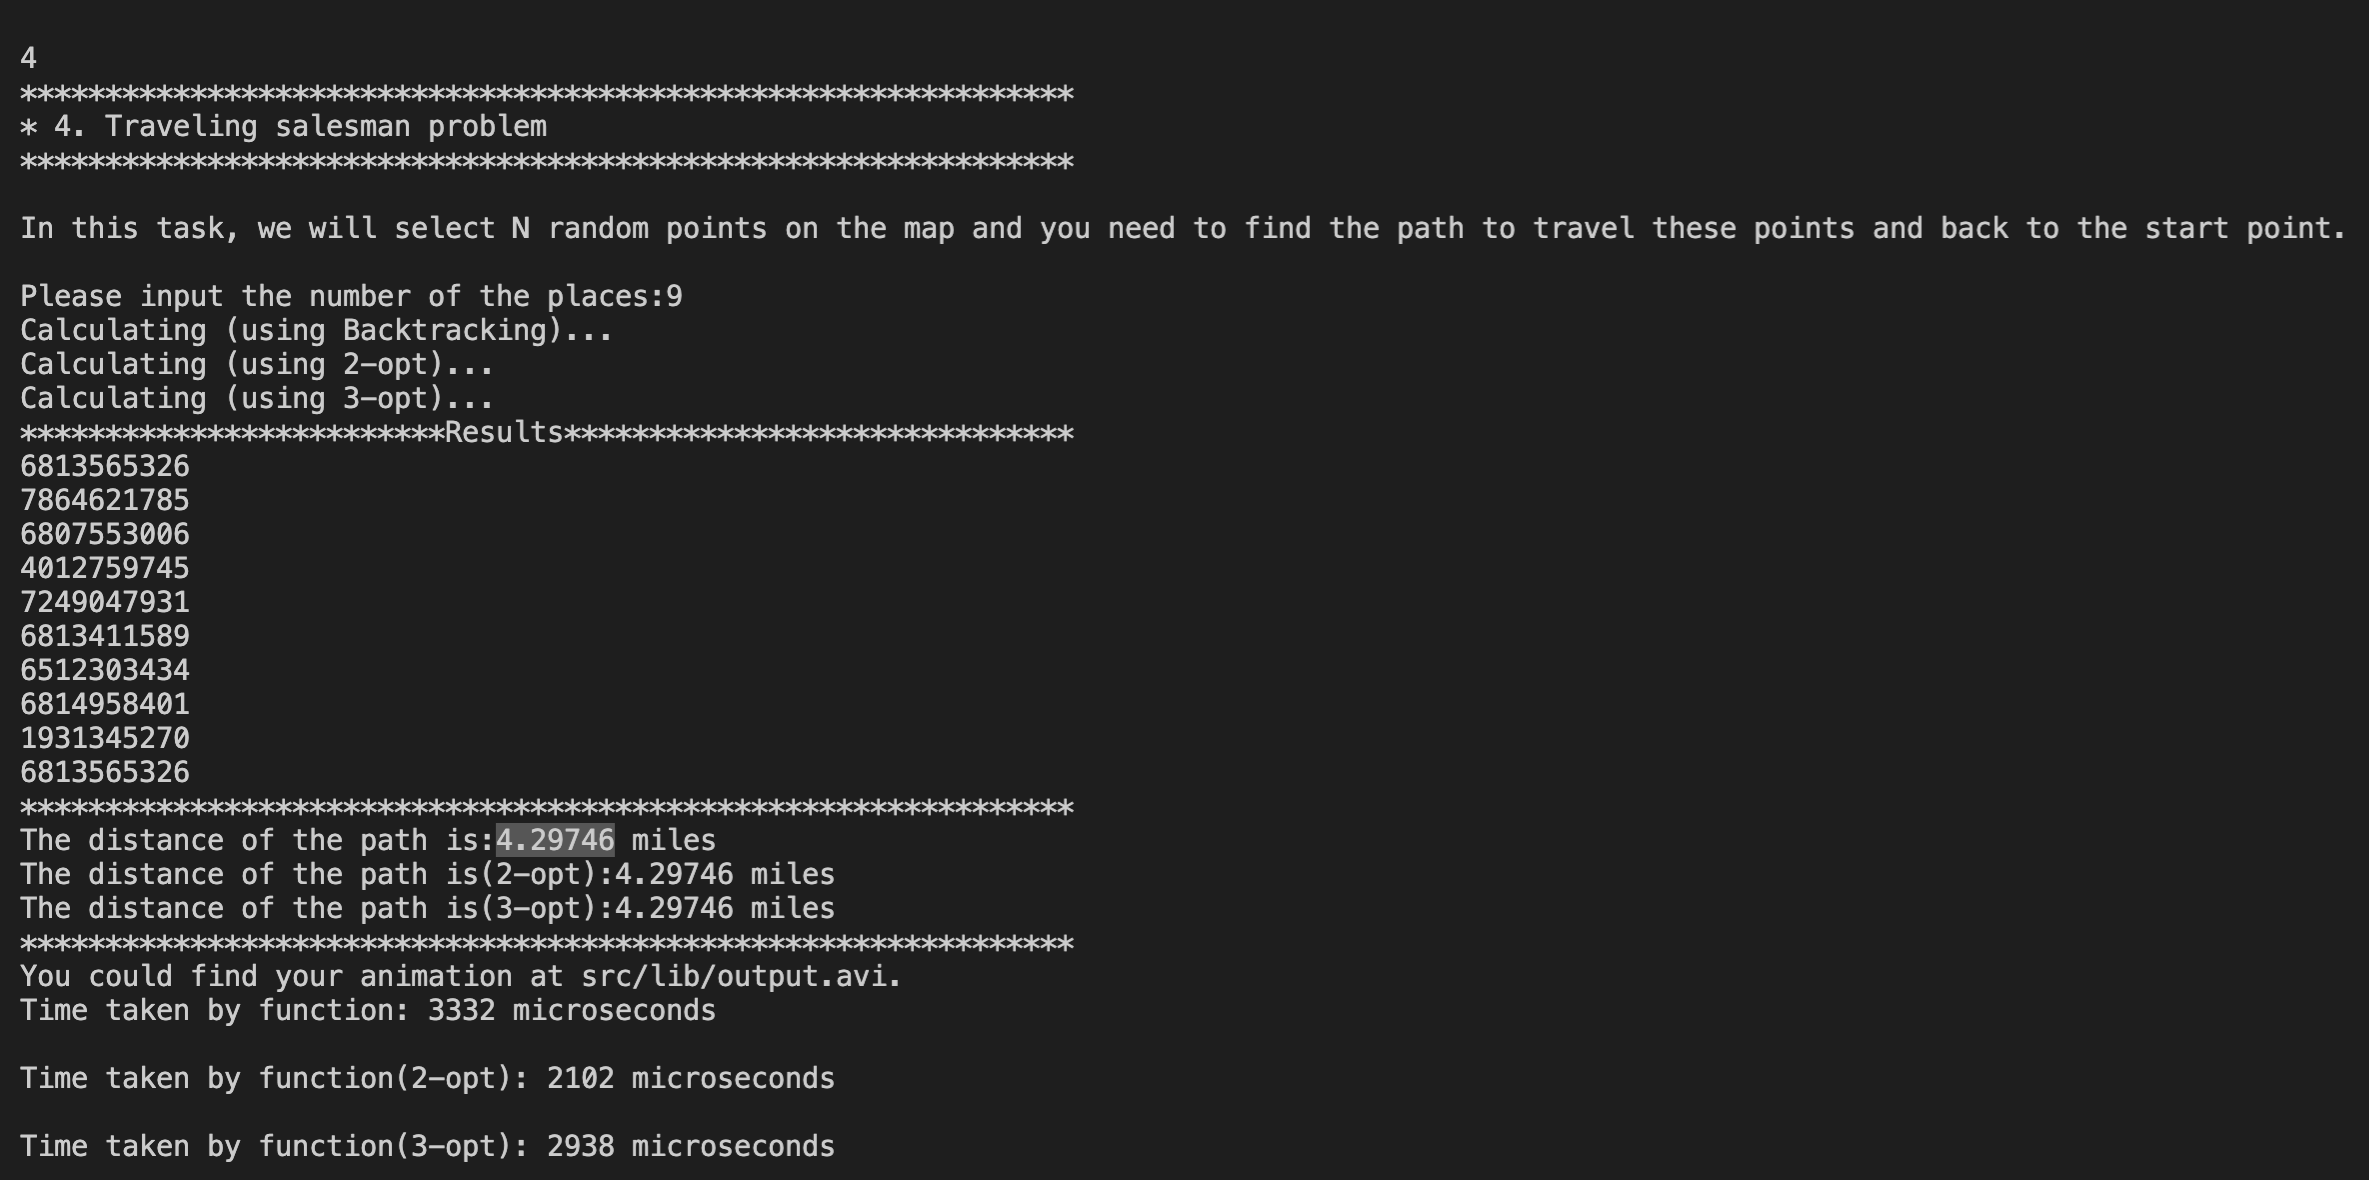 4
**************************************************************
* 4. Traveling salesman problem
**************************************************************
In this task, we will select N random points on the map and you need to find the path to travel these points and back to the start point.
Please input the number of the places:9
Calculating (using Backtracking)...
Calculating (using 2-opt)...
Calculating (using 3-opt)...
*************************Results******************************
6813565326
7864621785
6807553006
4012759745
7249047931
6813411589
6512303434
6814958401
1931345270
6813565326
**************************************************************
The distance of the path is:4.29746 miles
The distance of the path is(2-opt):4.29746 miles
The distance of the path is(3-opt):4.29746 miles
**************************************************************
You could find your animation at src/lib/output.avi.
Time taken by function: 3332 microseconds
Time taken by function(2-opt): 2102 microseconds
Time taken by function(3-opt): 2938 microseconds